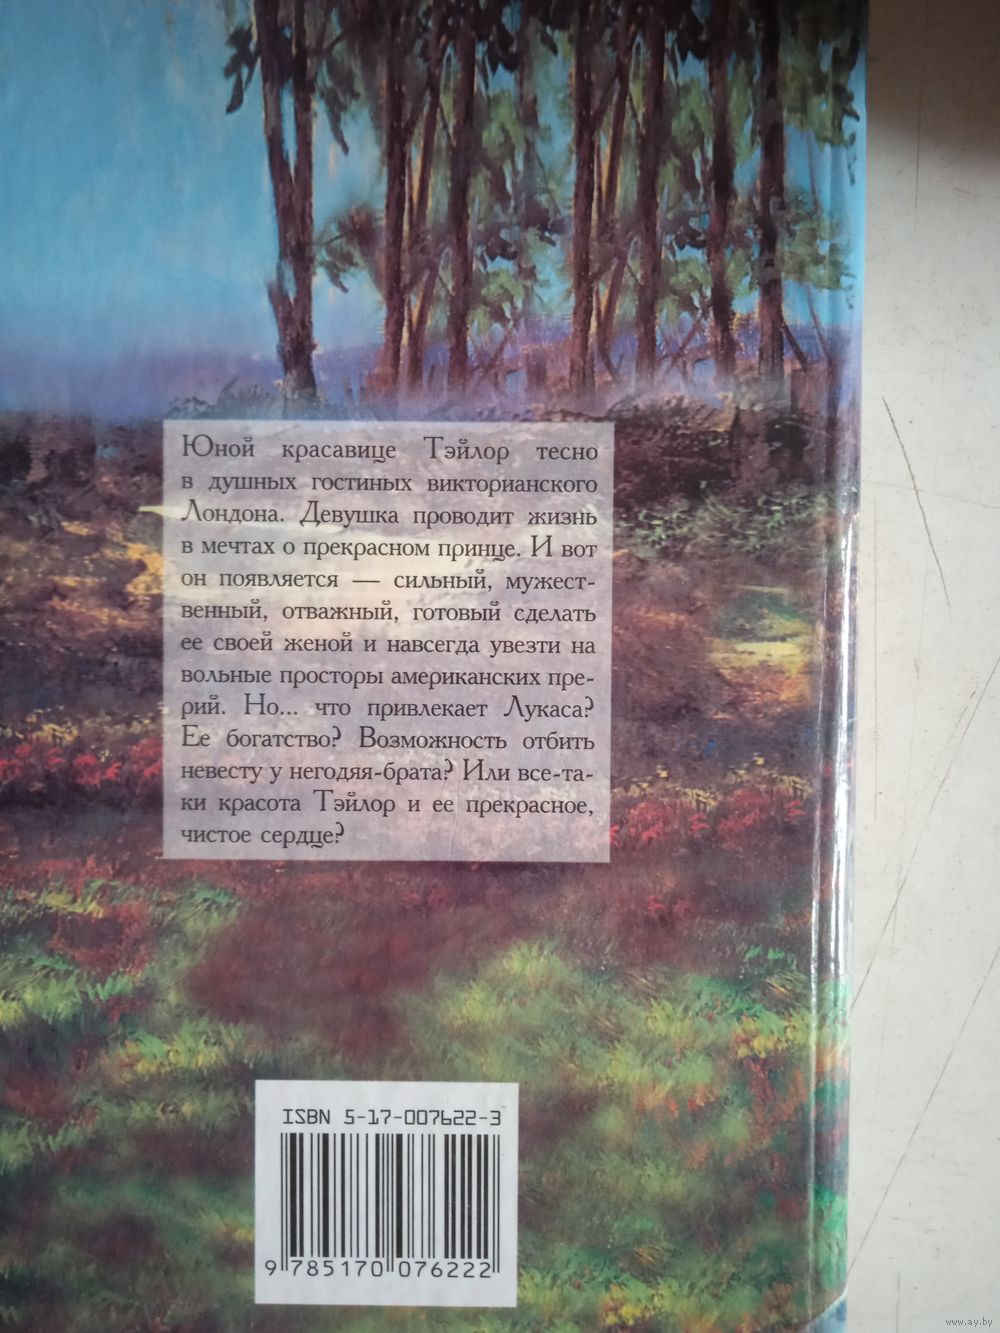 Юной красавице Тэйлор тесно
в душных гостиных викторианского
Лондона. Девушка проводит жизнь
в мечтах о прекрасном принце. И вот
он появляется — сильный, мужест-
венный, отважный, готовый сделать
ее своей женой и навсегда увезти на
вольные просторы американских пре-
рий. Но... что привлекает Лукаса?
Ее богатство? Возможность отбить
невесту у негодяя-брата? Или все-та-
ки красота Тэйлор и ее прекрасное,
чистое сердце?
ISBN 5-17-007622-3
9 785170 076222
www.ay.by